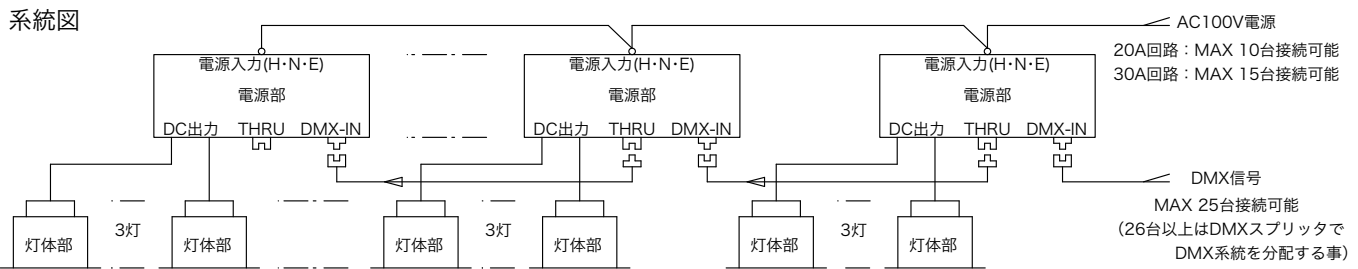 系統図
AC100V電源
20A回路：MAX 10台接続可能
30A回路：MAX 15台接続可能
電源入力(H・N・E)
電源部
DC出力 THRU DMX-IN
電源入力(H・N・E)
電源部
DC出力 THRU DMX-IN
電源入力(H・N・E)
電源部
DC出力 THRU DMX-IN
DMX信号
MAX 25台接続可能
（26台以上はDMXスプリッタで
DMX系統を分配する事）
灯体部 3灯 灯体部
灯体部 3灯 灯体部
灯体部 3灯 灯体部